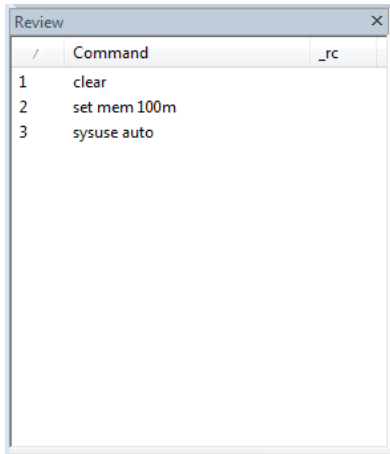 Review
/ Command _rc
1 clear
2 set mem 100m
3 sysuse auto